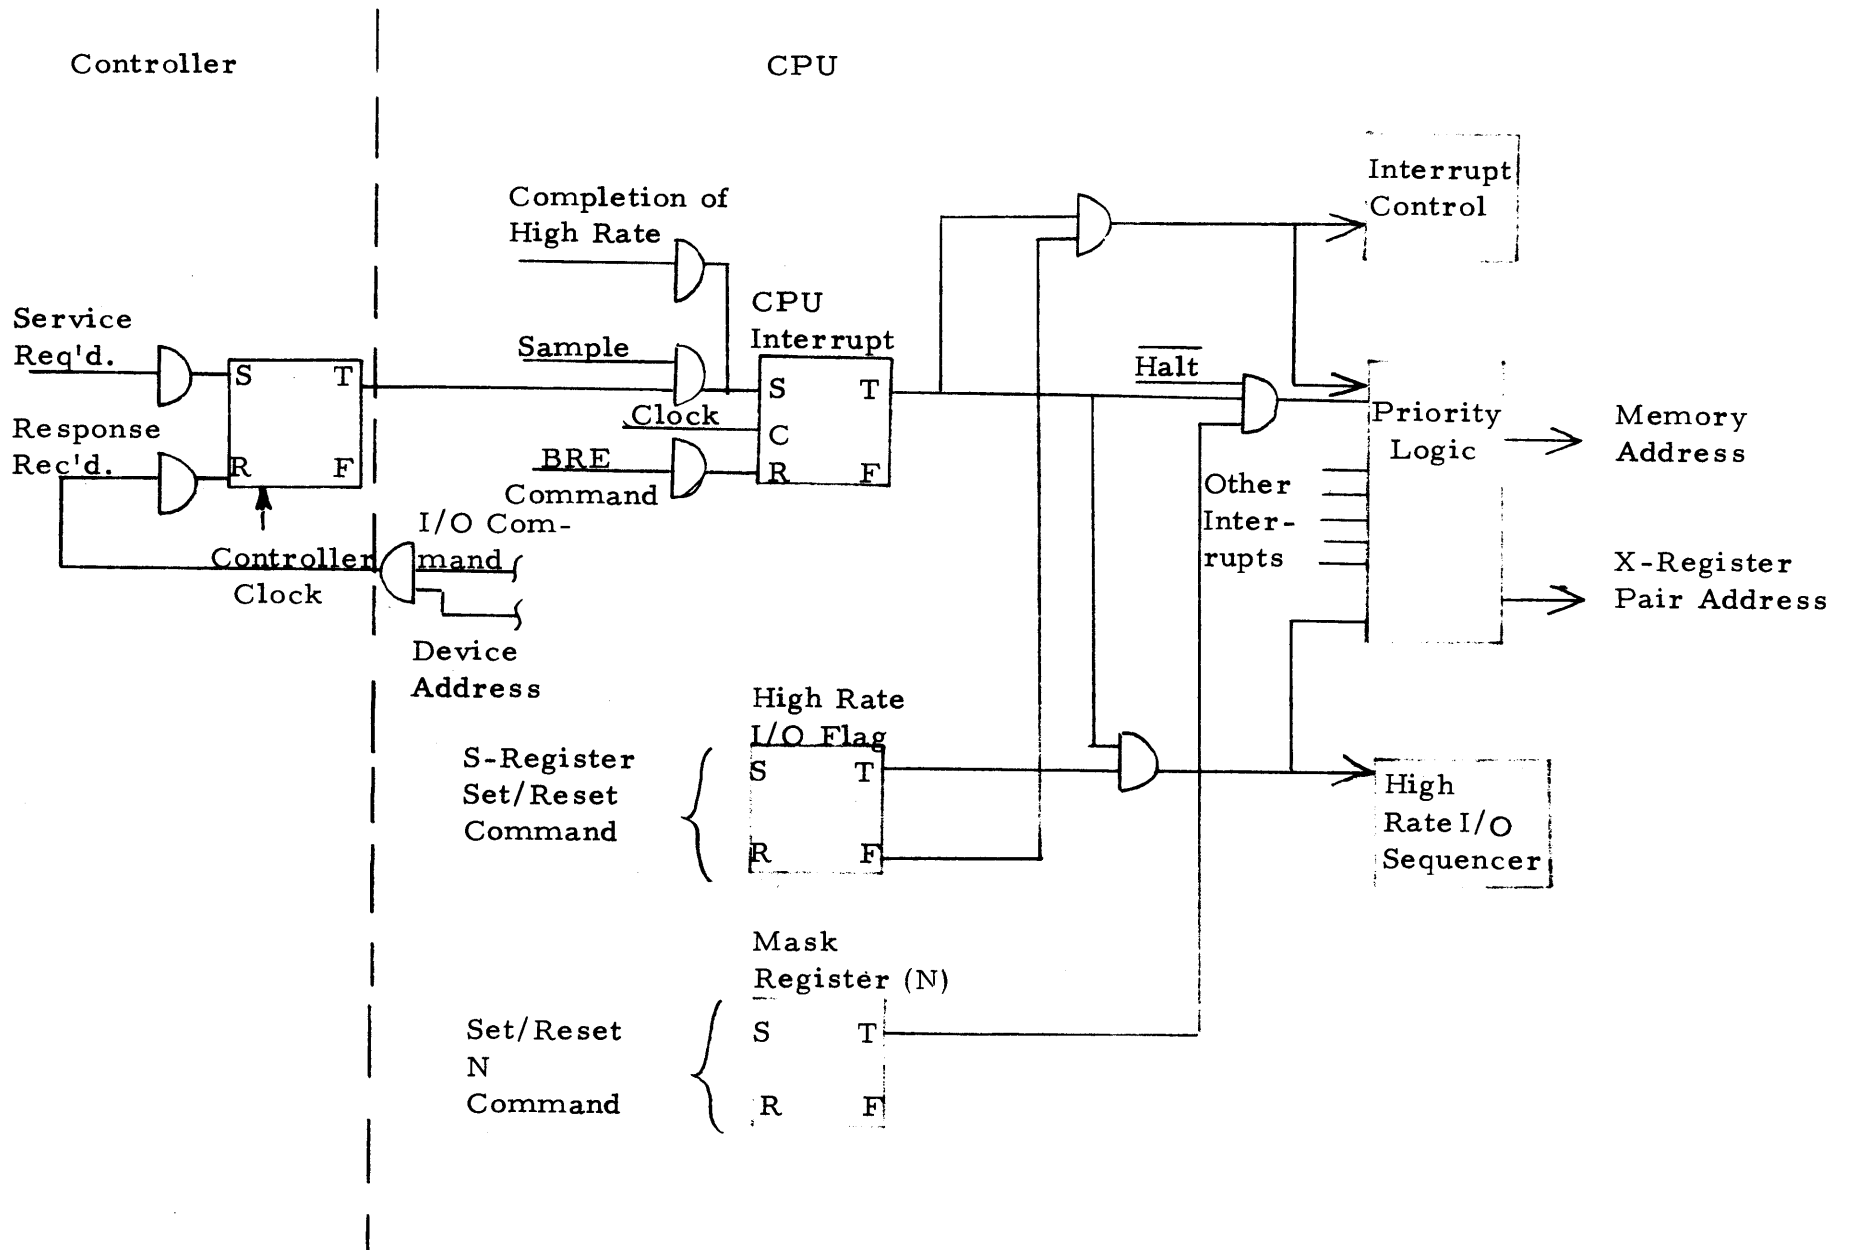 Controller
CPU
Interrupt
Control
Completion of
High Rate
CPU
Interrupt
Service
Req'd.
S T
Sample
S T
Clock
C
Halt
Priority
Logic
Memory
Address
Response
Rec'd.
R F
BRE
Command
R F
Other
Inter-
rupts
I/O Com-
mand
Controller
Clock
X-Register
Pair Address
Device
Address
High Rate
I/O Flag
S-Register
Set/Reset
Command
S T
R F
High
Rate I/O
Sequencer
Mask
Register (N)
Set/Reset
N
Command
S T
R F